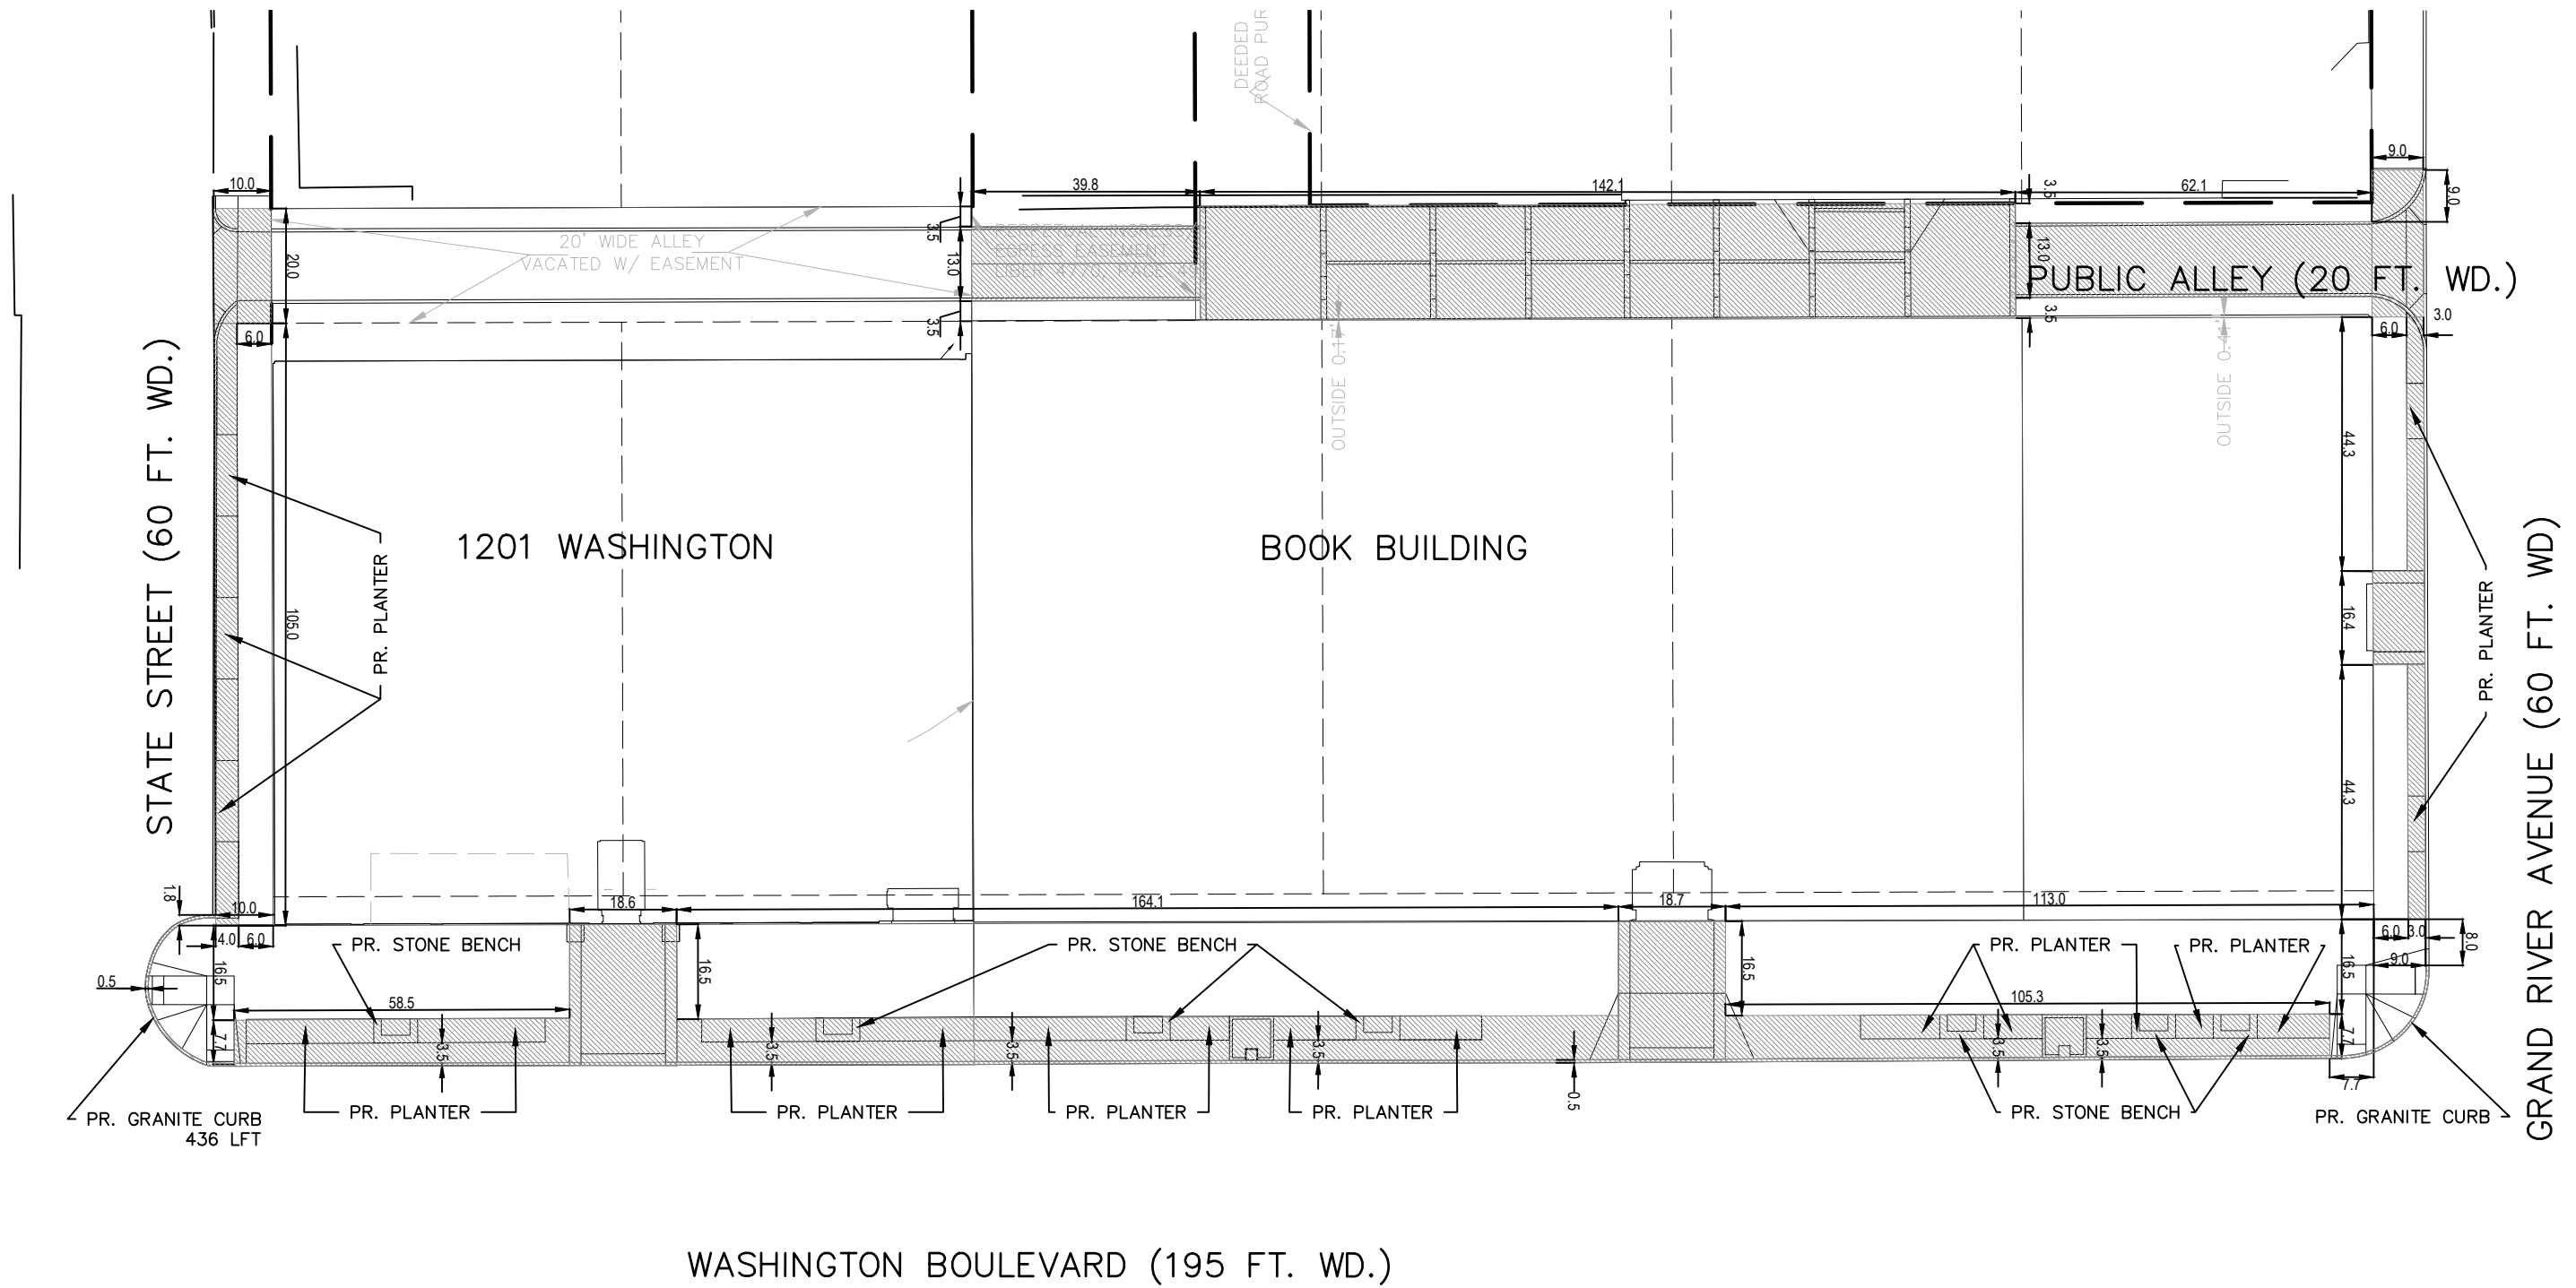 DEEDED
ROAD PUR
10.0
39.8
142.1
3.5
62.1
9.0
9.0
20' WIDE ALLEY
VACATED W/ EASEMENT
20.0
3.5
13.0
3.5
EGRESS EASEMENT
LIBER 4770, PAGE
13.0
PUBLIC ALLEY (20 FT. WD.)
3.5
6.0
6.0
3.0
OUTSIDE 0.17'
OUTSIDE 0.4'
STATE STREET (60 FT. WD.)
PR. PLANTER
105.0
1201 WASHINGTON
BOOK BUILDING
44.3
16.4
44.3
PR. PLANTER
GRAND RIVER AVENUE (60 FT. WD)
1.8
10.0
18.6
164.1
18.7
113.0
4.0
6.0
6.0
3.0
8.0
9.0
PR. STONE BENCH
PR. STONE BENCH
PR. PLANTER
PR. PLANTER
16.5
16.5
16.5
16.5
0.5
58.5
105.3
7.7
3.5
3.5
3.5
3.5
3.5
3.5
7.7
7.7
0.5
PR. GRANITE CURB
436 LFT
PR. PLANTER
PR. PLANTER
PR. PLANTER
PR. PLANTER
PR. STONE BENCH
PR. GRANITE CURB
WASHINGTON BOULEVARD (195 FT. WD.)